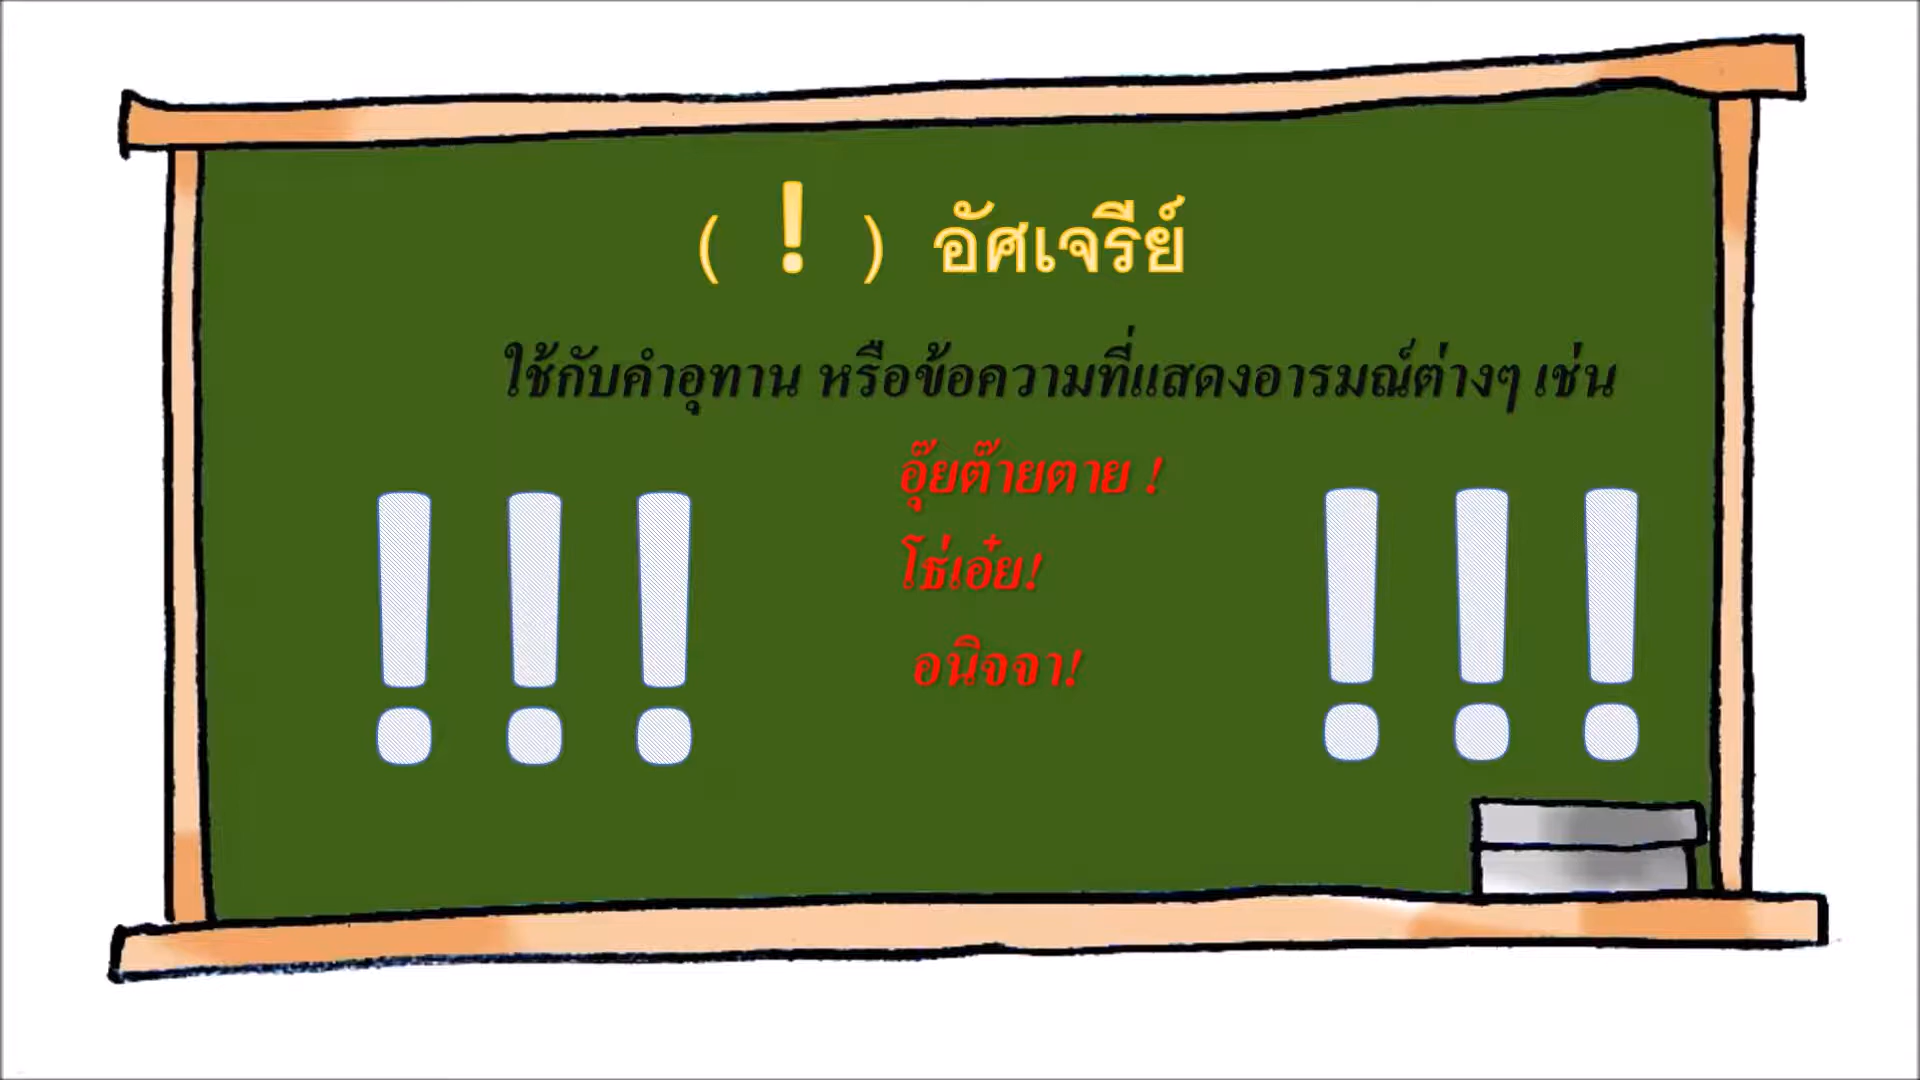 ( ! ) อัศเจรีย์
ใช้กับคำอุทาน หรือข้อความที่แสดงอารมณ์ต่างๆ เช่น
อุ๊ยต๊ายตาย !
โธ่เอ๋ย!
อนิจจา!
! ! ! ! ! !